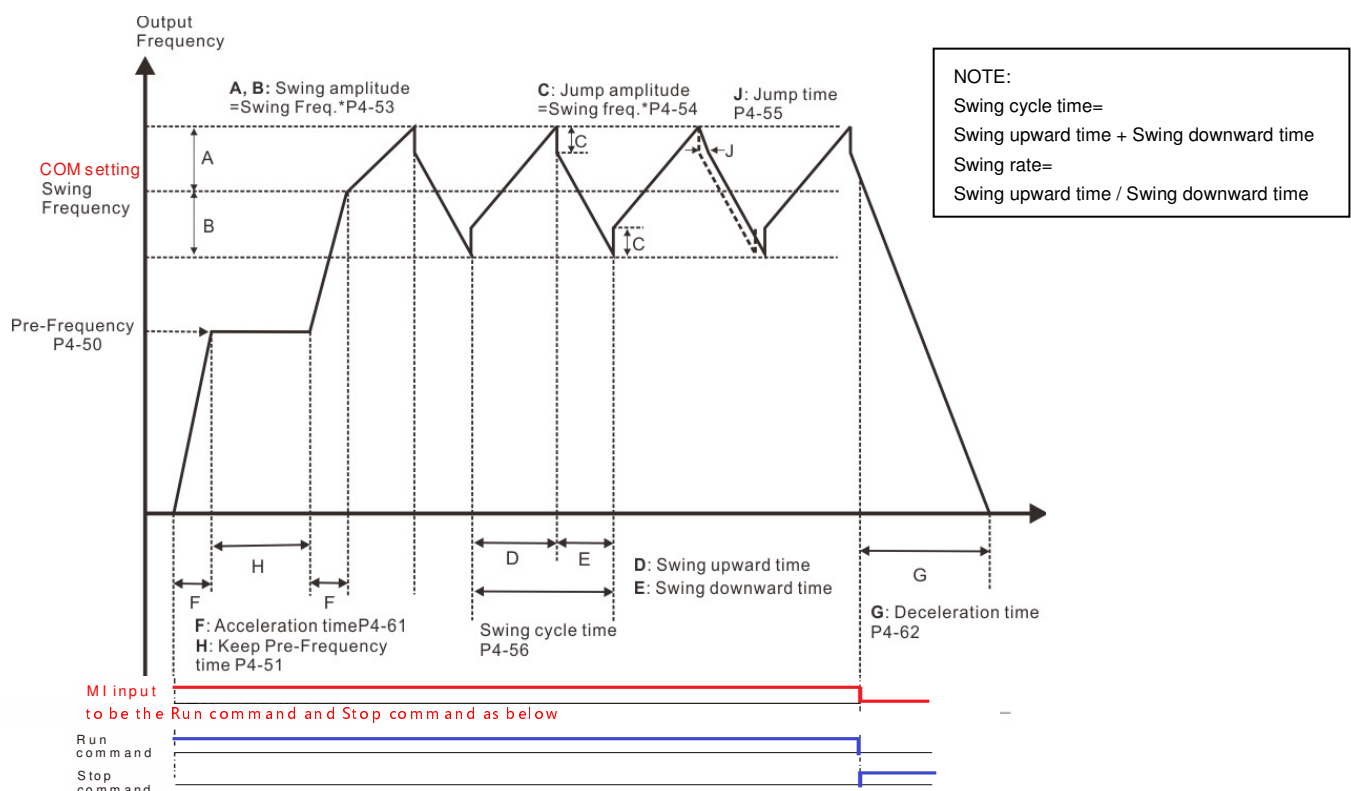 Output
Frequency
A, B: Swing amplitude
=Swing Freq.*P4-53
C: Jump amplitude
=Swing freq.*P4-54
J: Jump time
P4-55
NOTE:
Swing cycle time=
Swing upward time + Swing downward time
Swing rate=
Swing upward time / Swing downward time
A
C
J
COM setting
Swing
Frequency
B
C
Pre-Frequency
P4-50
H
D
E
F
F
D: Swing upward time
E: Swing downward time
G
F: Acceleration timeP4-61
H: Keep Pre-Frequency
time P4-51
Swing cycle time
P4-56
G: Deceleration time
P4-62
MI input
to be the Run command and Stop command as below
Run
command
Stop
command